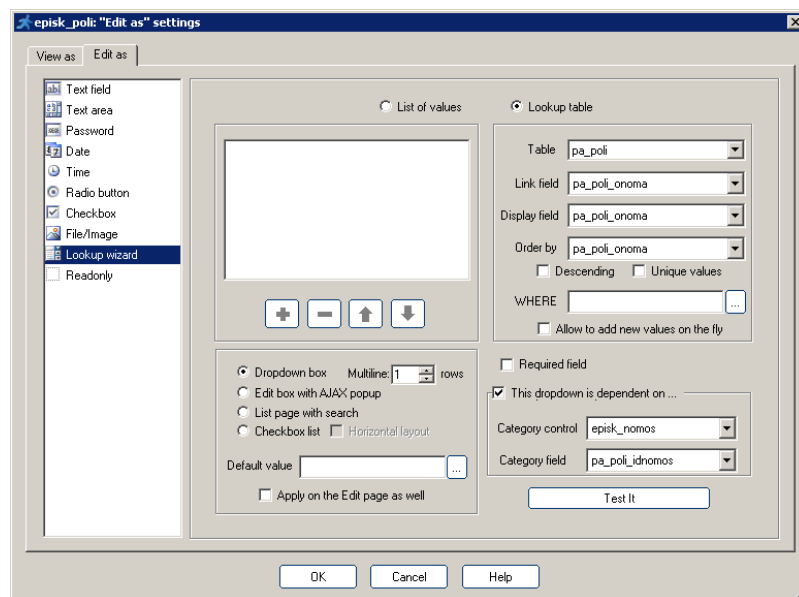 episk_poli: "Edit as" settings
View as Edit as
Text field
Text area
Password
Date
Time
Radio button
Checkbox
File/Image
Lookup wizard
Readonly
List of values
Lookup table
Table pa_poli
Link field pa_poli_onoma
Display field pa_poli_onoma
Order by pa_poli_onoma
Descending Unique values
WHERE ...
Allow to add new values on the fly
Dropdown box Multiline: 1 rows
Edit box with AJAX popup
List page with search
Checkbox list Horizontal layout
Default value ...
Apply on the Edit page as well
Required field
This dropdown is dependent on ...
Category control episk_nomos
Category field pa_poli_idnomos
Test It
OK Cancel Help